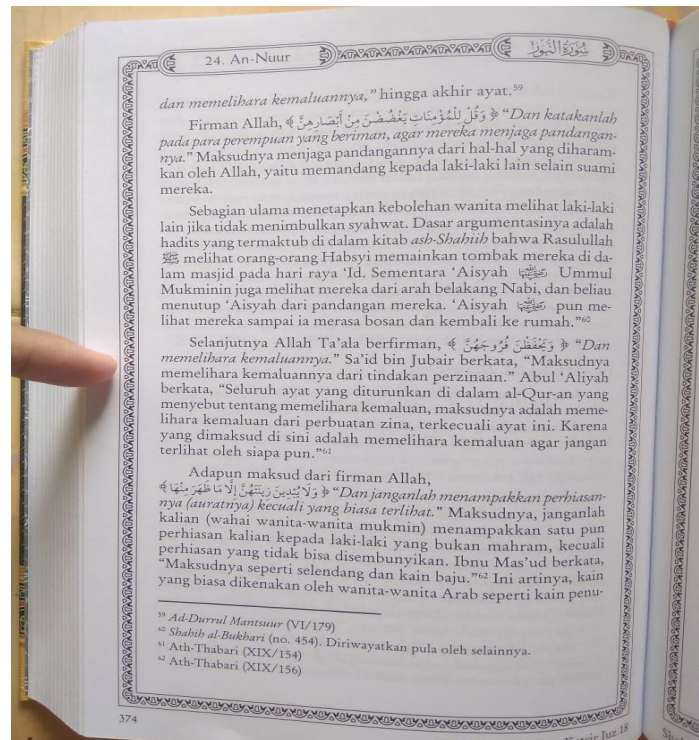 24. An-Nuur
سُورَةُ النُّورِ
dan memelihara kemaluannya," hingga akhir ayat.⁵⁹
Firman Allah, ﴾ وَقُلْ لِلْمُؤْمِنَاتِ يَغْضُضْنَ مِنْ أَبْصَارِهِنَّ ﴿ "Dan katakanlah
pada para perempuan yang beriman, agar mereka menjaga pandangan-
nya." Maksudnya menjaga pandangannya dari hal-hal yang diharam-
kan oleh Allah, yaitu memandang kepada laki-laki lain selain suami
mereka.
Sebagian ulama menetapkan kebolehan wanita melihat laki-laki
lain jika tidak menimbulkan syahwat. Dasar argumentasinya adalah
hadits yang termaktub di dalam kitab ash-Shahiih bahwa Rasulullah
ﷺ melihat orang-orang Habsyi memainkan tombak mereka di da-
lam masjid pada hari raya 'Id. Sementara 'Aisyah Ummul
Mukminin juga melihat mereka dari arah belakang Nabi, dan beliau
menutup 'Aisyah dari pandangan mereka. 'Aisyah pun me-
lihat mereka sampai ia merasa bosan dan kembali ke rumah."⁶⁰
Selanjutnya Allah Ta'ala berfirman, ﴾ وَيَحْفَظْنَ فُرُوجَهُنَّ ﴿ "Dan
memelihara kemaluannya." Sa'id bin Jubair berkata, "Maksudnya
memelihara kemaluannya dari tindakan perzinaan." Abul 'Aliyah
berkata, "Seluruh ayat yang diturunkan di dalam al-Qur-an yang
menyebut tentang memelihara kemaluan, maksudnya adalah meme-
lihara kemaluan dari perbuatan zina, terkecuali ayat ini. Karena
yang dimaksud di sini adalah memelihara kemaluan agar jangan
terlihat oleh siapa pun."⁶¹
Adapun maksud dari firman Allah,
﴾ وَلَا يُبْدِينَ زِينَتَهُنَّ إِلَّا مَا ظَهَرَ مِنْهَا ﴿ "Dan janganlah menampakkan perhiasan-
nya (auratnya) kecuali yang biasa terlihat." Maksudnya, janganlah
kalian (wahai wanita-wanita mukmin) menampakkan satu pun
perhiasan kalian kepada laki-laki yang bukan mahram, kecuali
perhiasan yang tidak bisa disembunyikan. Ibnu Mas'ud berkata,
"Maksudnya seperti selendang dan kain baju."⁶² Ini artinya, kain
yang biasa dikenakan oleh wanita-wanita Arab seperti kain penu-
⁵⁹ Ad-Durrul Mantsuur (VI/179)
⁶⁰ Shahih al-Bukhari (no. 454). Diriwayatkan pula oleh selainnya.
⁶¹ Ath-Thabari (XIX/154)
⁶² Ath-Thabari (XIX/156)
374
Juz 18